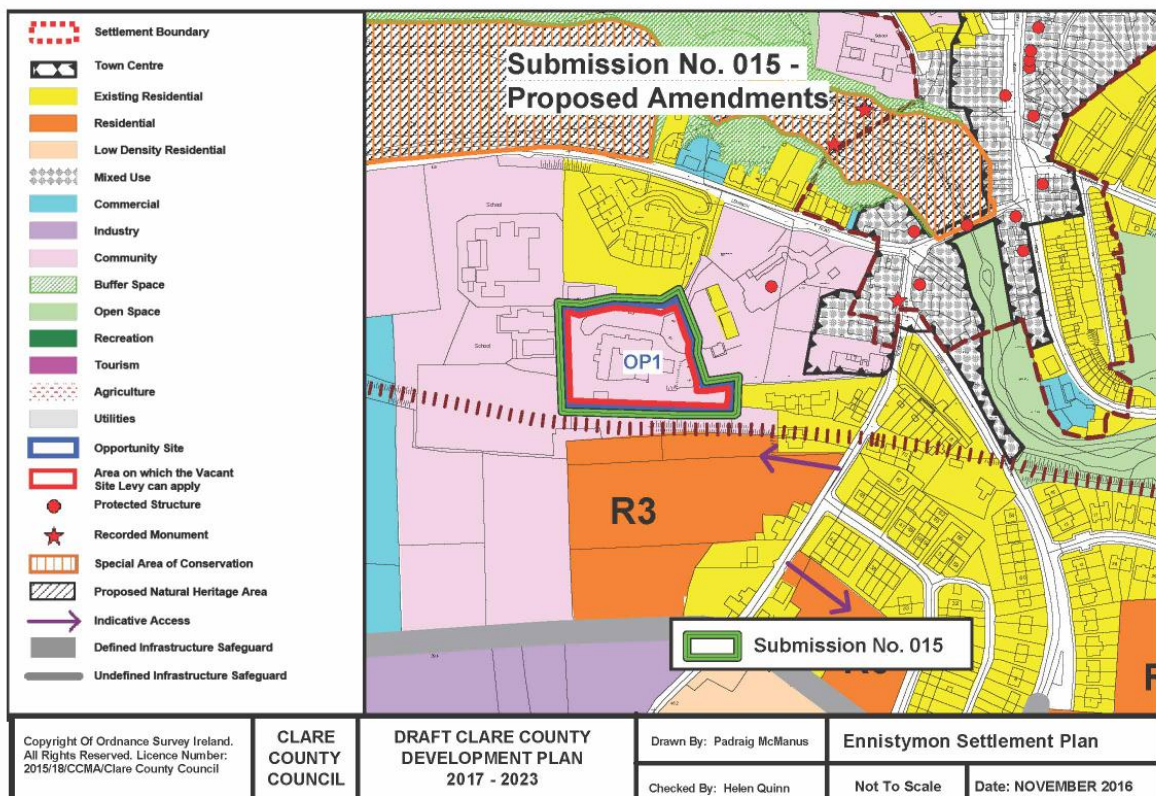 Settlement Boundary
Town Centre
Existing Residential
Residential
Low Density Residential
Mixed Use
Commercial
Industry
Community
Buffer Space
Open Space
Recreation
Tourism
Agriculture
Utilities
Opportunity Site
Area on which the Vacant
Site Levy can apply
Protected Structure
Recorded Monument
Special Area of Conservation
Proposed Natural Heritage Area
Indicative Access
Defined Infrastructure Safeguard
Undefined Infrastructure Safeguard
Submission No. 015 -
Proposed Amendments
School
School
OP1
R3
Submission No. 015
Copyright Of Ordnance Survey Ireland.
All Rights Reserved. Licence Number:
2015/18/CCMA/Clare County Council
CLARE
COUNTY
COUNCIL
DRAFT CLARE COUNTY
DEVELOPMENT PLAN
2017 - 2023
Drawn By: Padraig McManus
Checked By: Helen Quinn
Ennistymon Settlement Plan
Not To Scale
Date: NOVEMBER 2016